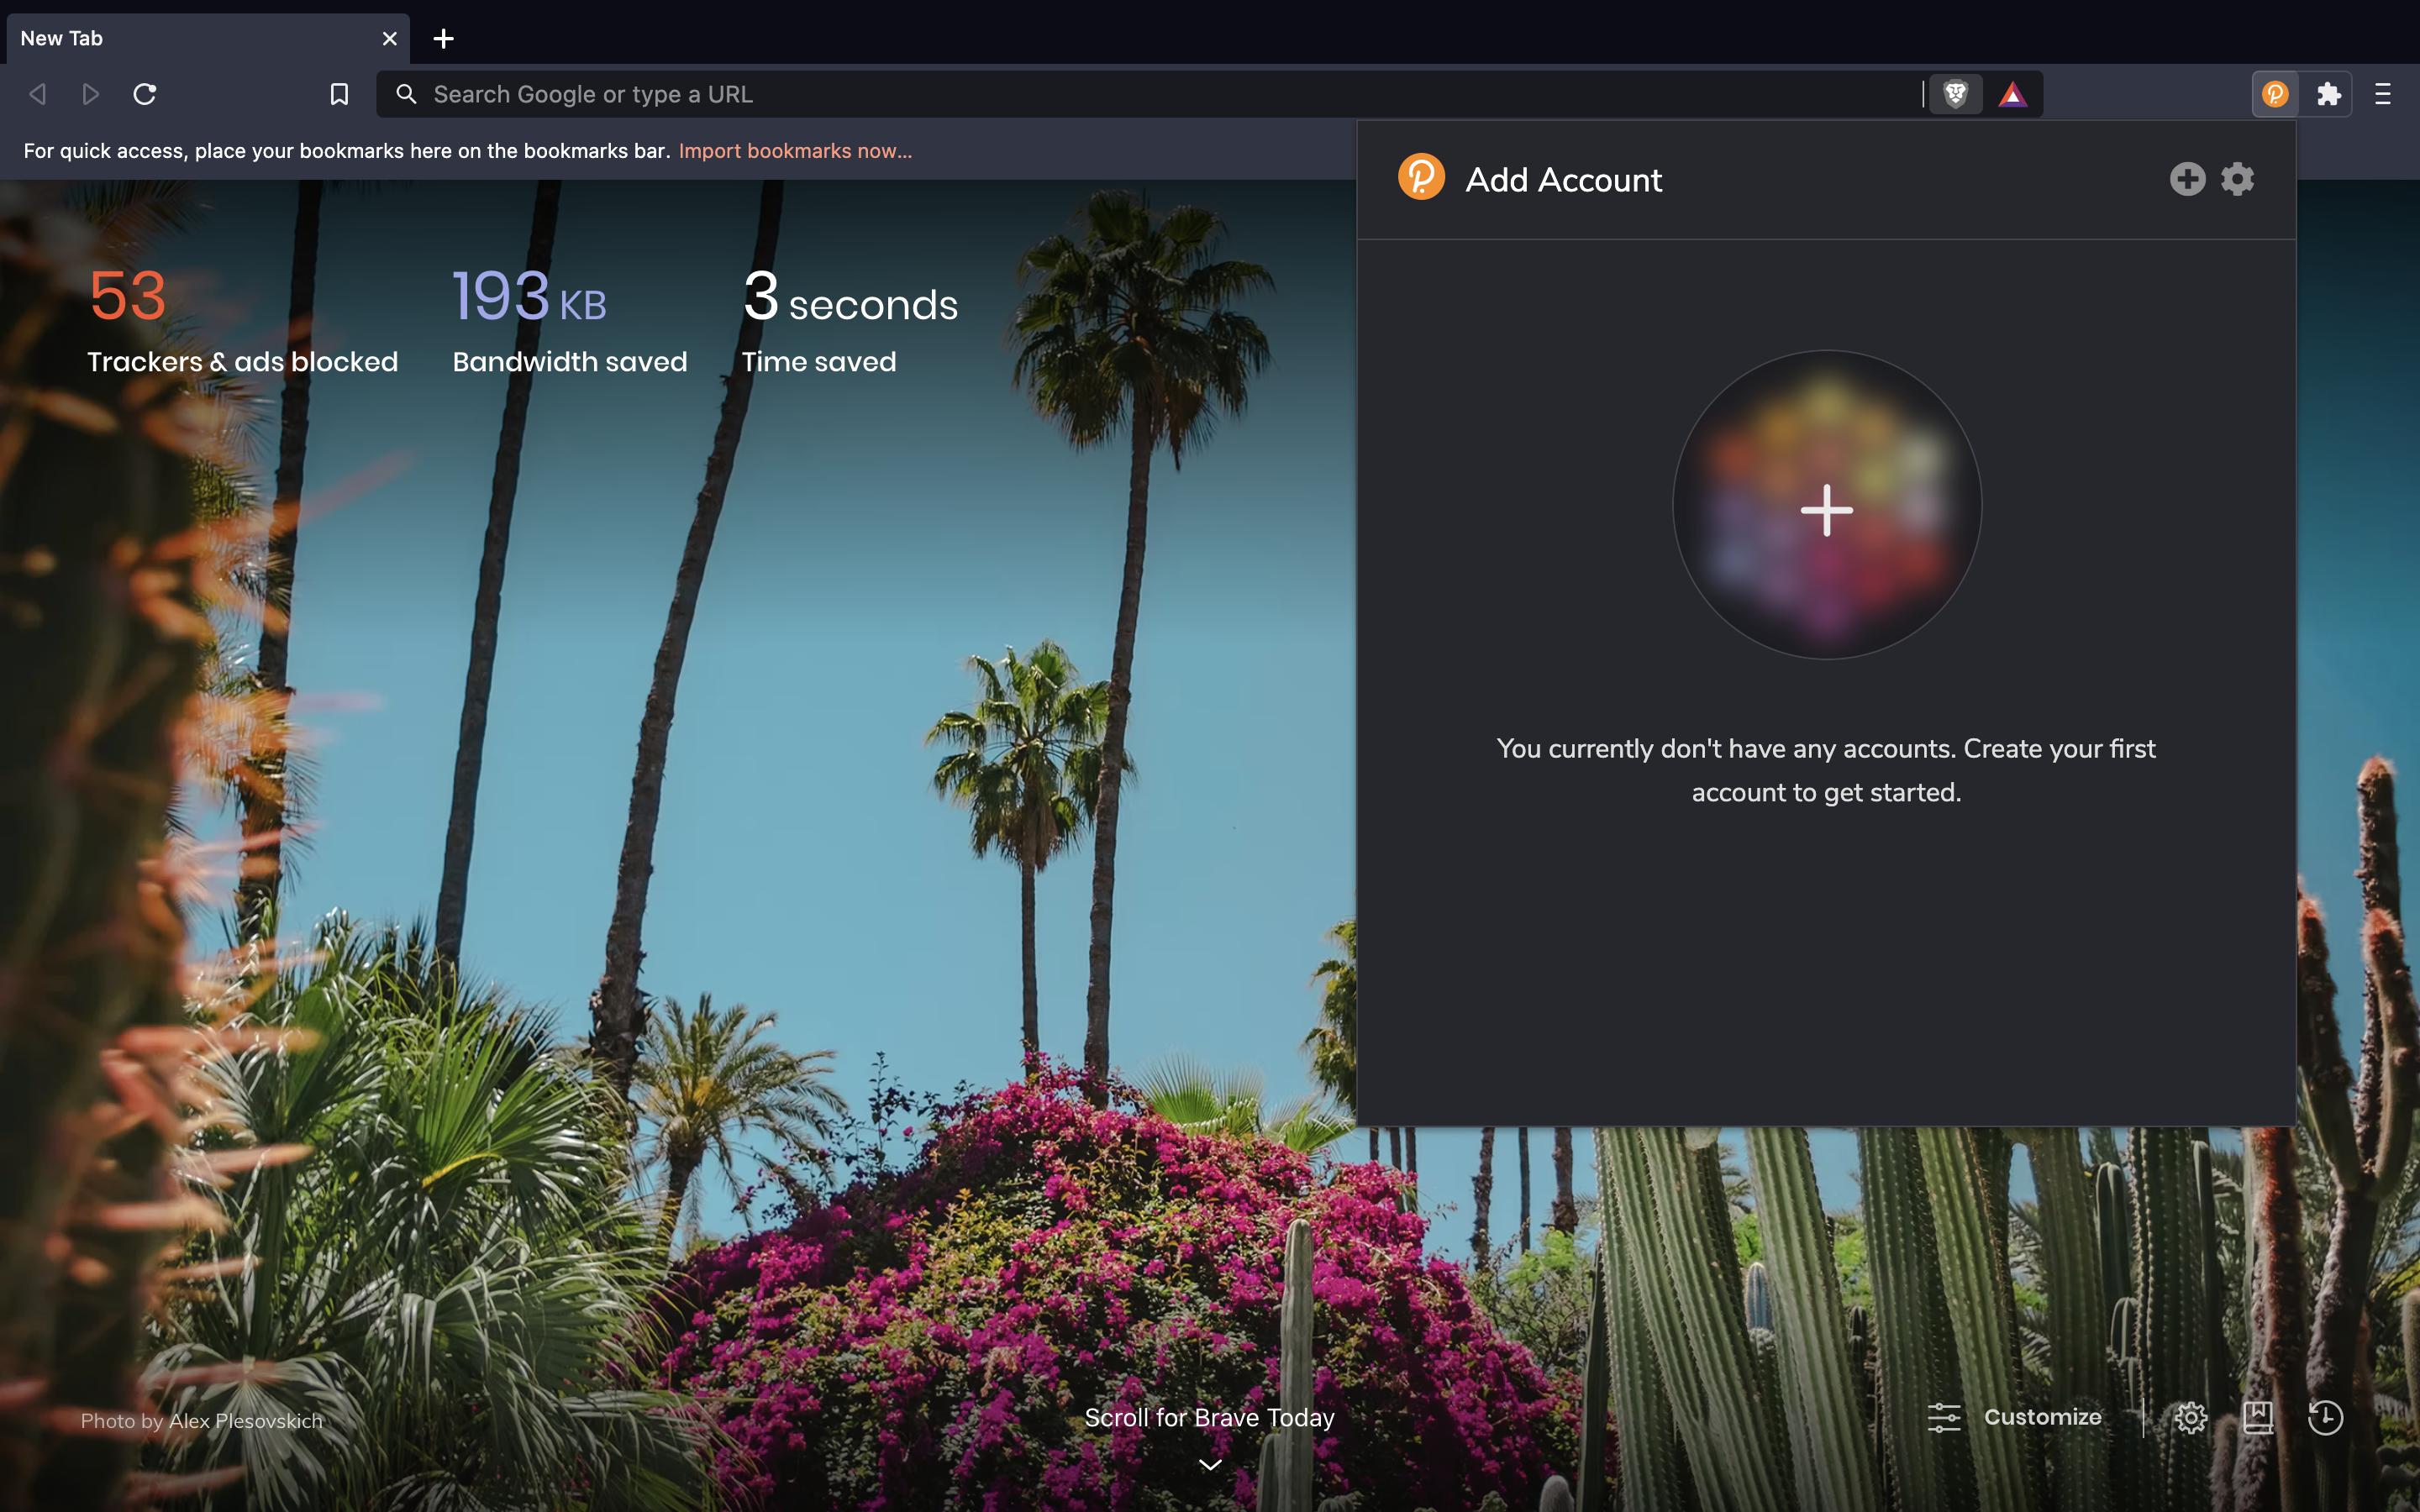 New Tab
Search Google or type a URL
For quick access, place your bookmarks here on the bookmarks bar. Import bookmarks now...
Add Account
53
Trackers & ads blocked
193 KB
Bandwidth saved
3 seconds
Time saved
You currently don't have any accounts. Create your first
account to get started.
Photo by Alex Plesovskich
Scroll for Brave Today
Customize